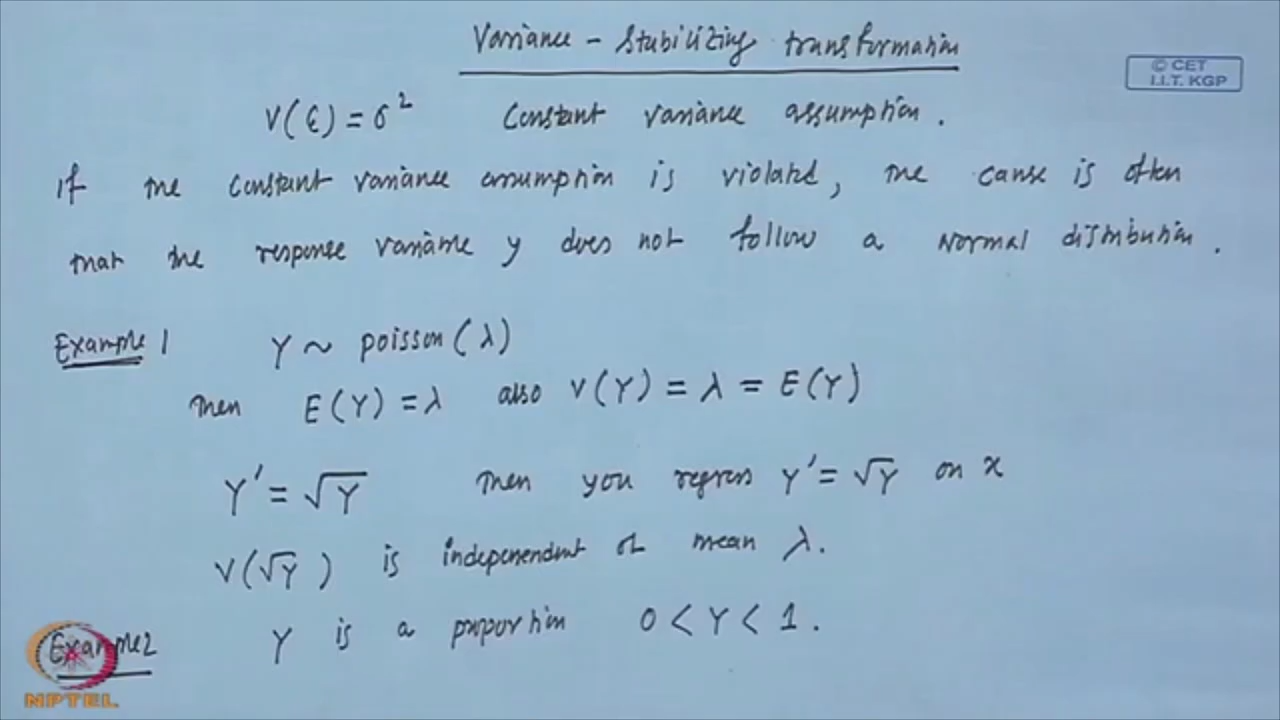 Variance - Stabilizing transformation
© CET
I.I.T. KGP
V(ε) = σ² Constant variance assumption.
If the constant variance assumption is violated, the cause is often
that the response variable y does not follow a normal distribution.
Example 1 Y ~ poisson(λ)
Then E(Y) = λ also V(Y) = λ = E(Y)
Y' = √Y Then you regress Y' = √Y on x
V(√Y) is independent of mean λ.
Example 2 Y is a proportion 0 < Y < 1.
NPTEL